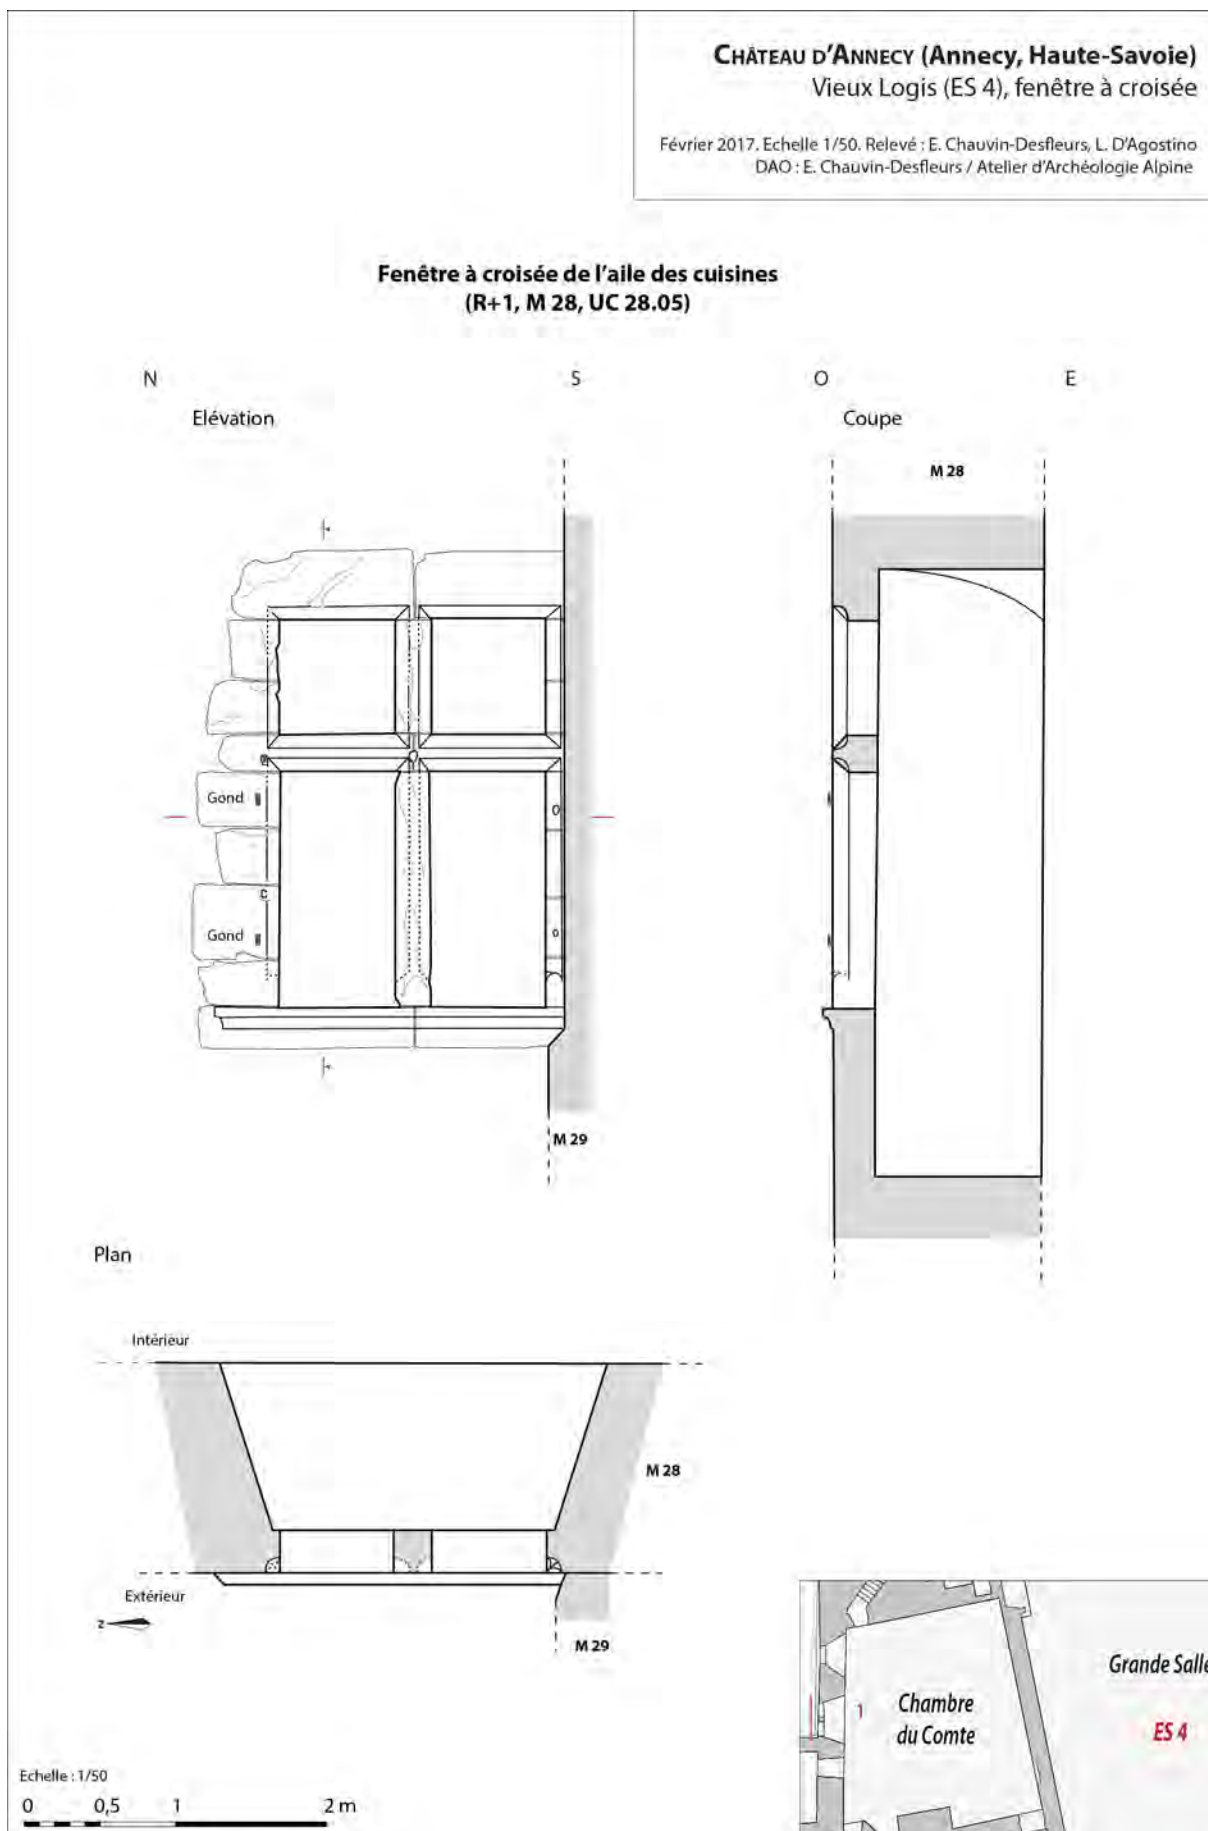 CHÂTEAU D'ANNECY (Annecy, Haute-Savoie)
Vieux Logis (ES 4), fenêtre à croisée
Février 2017. Echelle 1/50. Relevé : E. Chauvin-Desfleurs, L. D'Agostino
DAO : E. Chauvin-Desfleurs / Atelier d'Archéologie Alpine
Fenêtre à croisée de l'aile des cuisines
(R+1, M 28, UC 28.05)
N
S
O
E
Elévation
Coupe
M 28
Gond
Gond
M 29
Plan
Intérieur
M 28
Extérieur
z
M 29
Grande Salle
Chambre
du Comte
1
ES 4
Echelle : 1/50
0 0,5 1 2 m